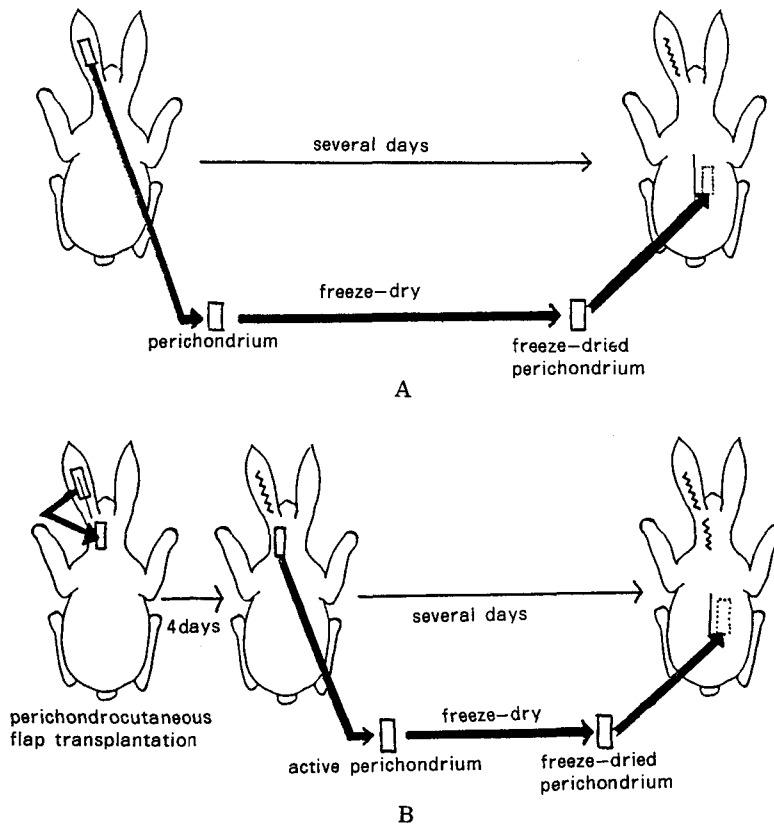 several days
freeze-dry
perichondrium
freeze-dried
perichondrium
A
4days
several days
perichondrocutaneous
flap transplantation
freeze-dry
active perichondrium
freeze-dried
perichondrium
B